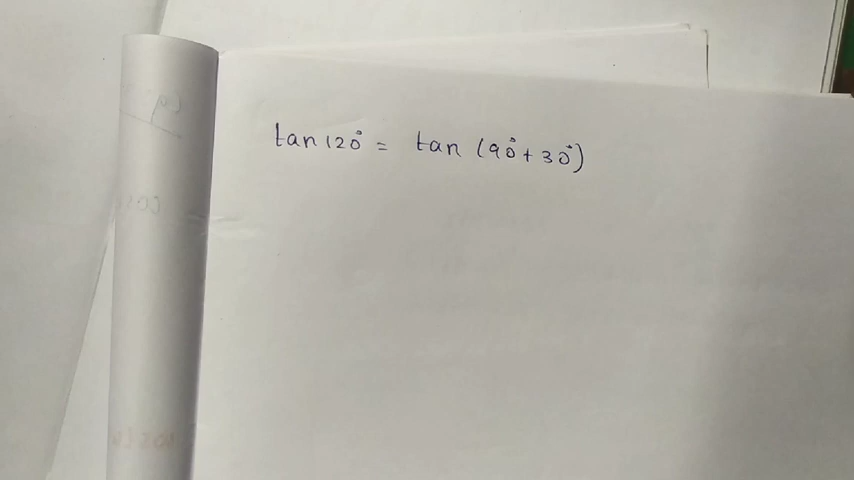 tan 120° = tan (90° + 30°)